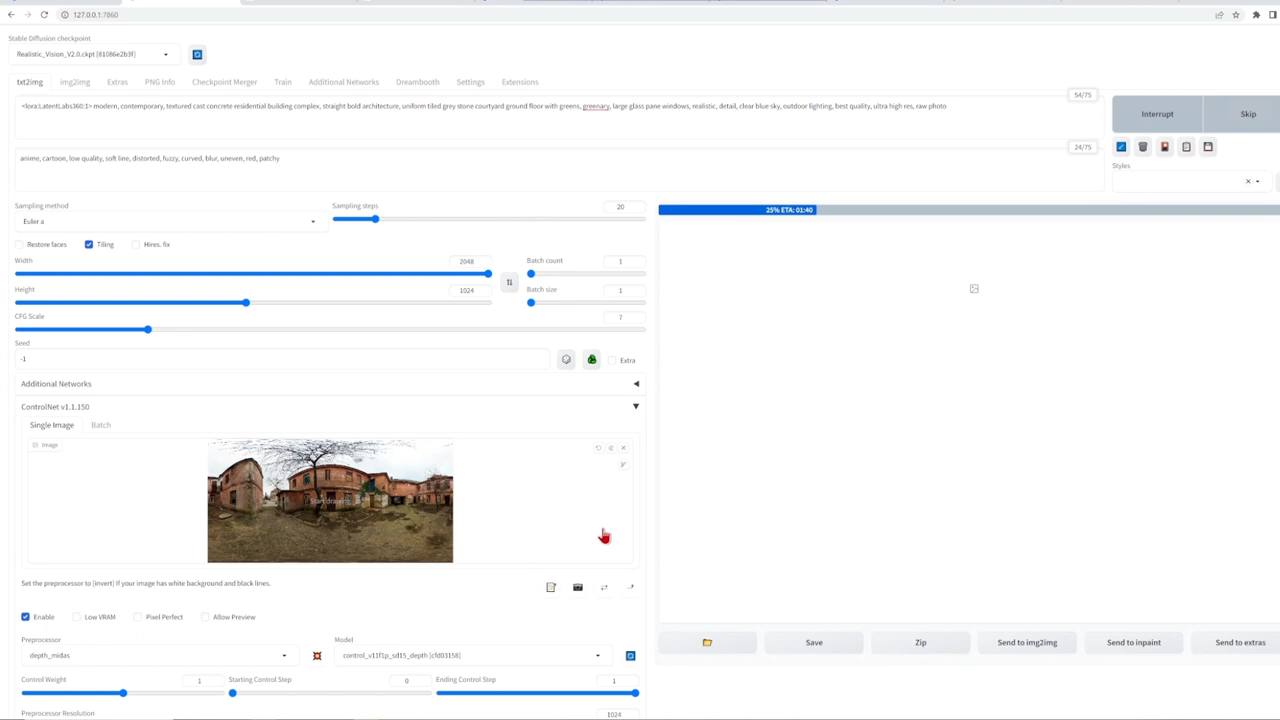 127.0.0.1:7860
Stable Diffusion checkpoint
Realistic_Vision_V2.0.ckpt [81086e2b3f]
txt2img img2img Extras PNG Info Checkpoint Merger Train Additional Networks Dreambooth Settings Extensions
54/75
<lora:LatentLabs360:1> modern, contemporary, textured cast concrete residential building complex, straight bold architecture, uniform tiled grey stone courtyard ground floor with greens, greenary, large glass pane windows, realistic, detail, clear blue sky, outdoor lighting, best quality, ultra high res, raw photo
Interrupt Skip
24/75
anime, cartoon, low quality, soft line, distorted, fuzzy, curved, blur, uneven, red, patchy
Styles
Sampling method Sampling steps 20
Euler a
25% ETA: 01:40
Restore faces Tiling Hires. fix
Width 2048 Batch count 1
Height 1024 Batch size 1
CFG Scale 7
Seed
-1
Extra
Additional Networks
ControlNet v1.1.150
Single Image Batch
Image
Start drawing
Set the preprocessor to [invert] If your image has white background and black lines.
Enable Low VRAM Pixel Perfect Allow Preview
Save Zip Send to img2img Send to inpaint Send to extras
Preprocessor Model
depth_midas control_v11f1p_sd15_depth [cfd03158]
Control Weight 1 Starting Control Step 0 Ending Control Step 1
Preprocessor Resolution 1024